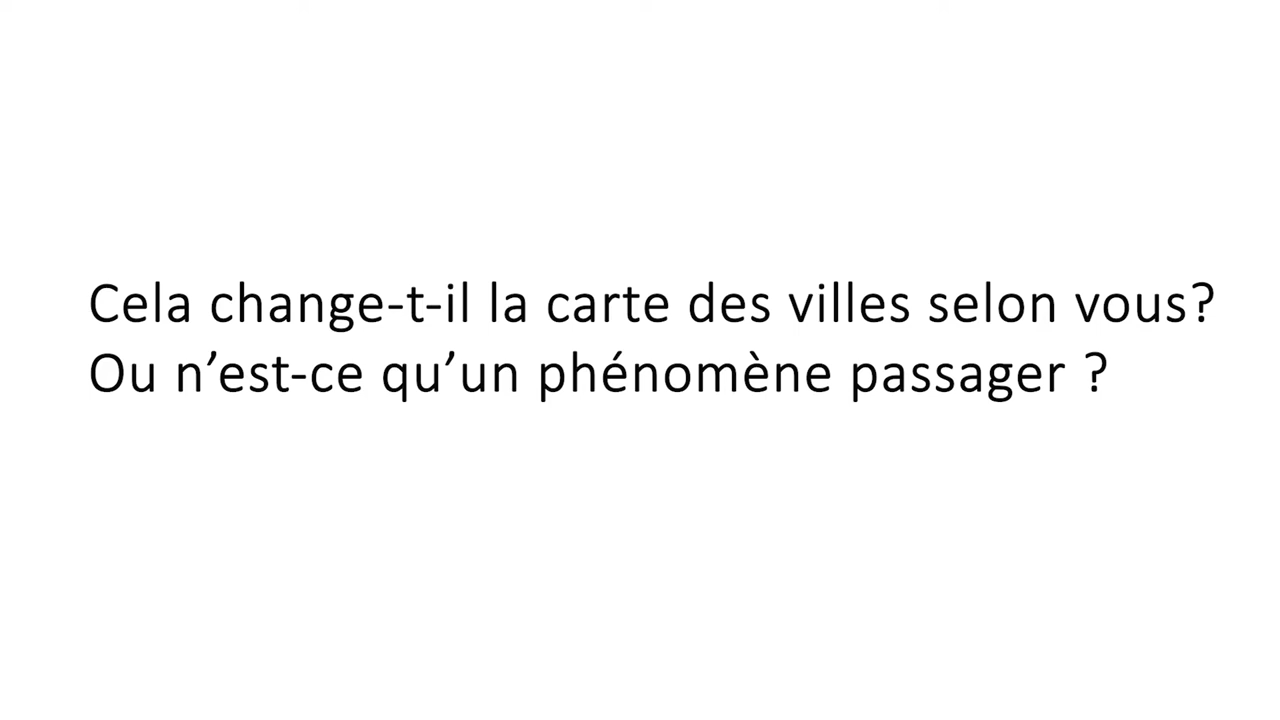 Cela change-t-il la carte des villes selon vous?
Ou n’est-ce qu’un phénomène passager ?